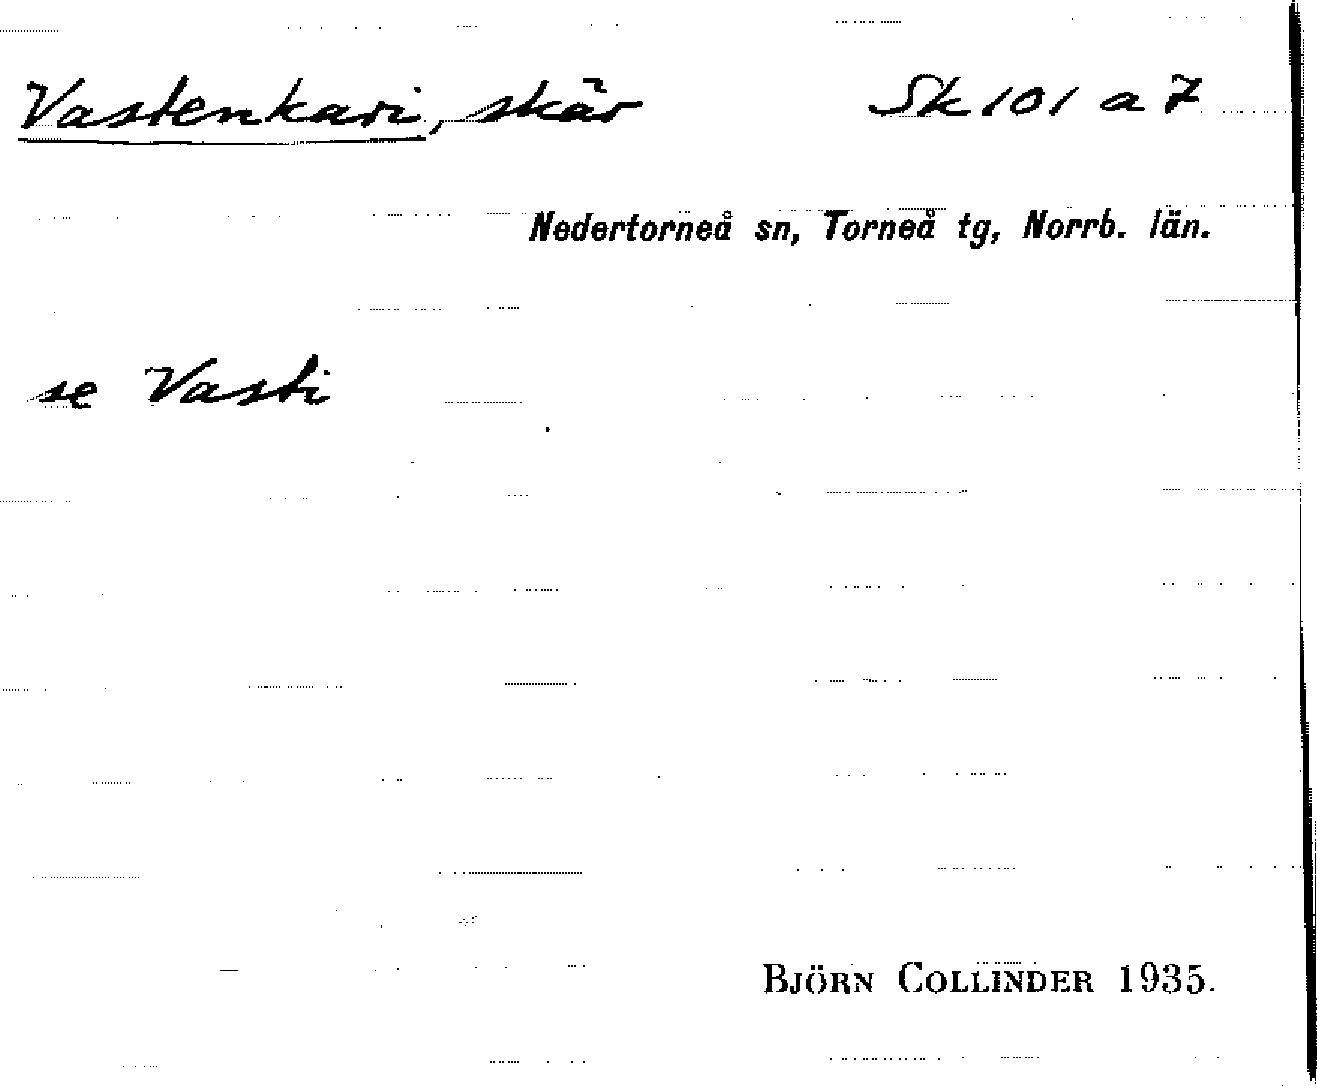 Vastenkari, skär Sk 101 a 7
Nedertorneå sn, Torneå tg, Norrb. län.
se Vasti
BJÖRN COLLINDER 1935.